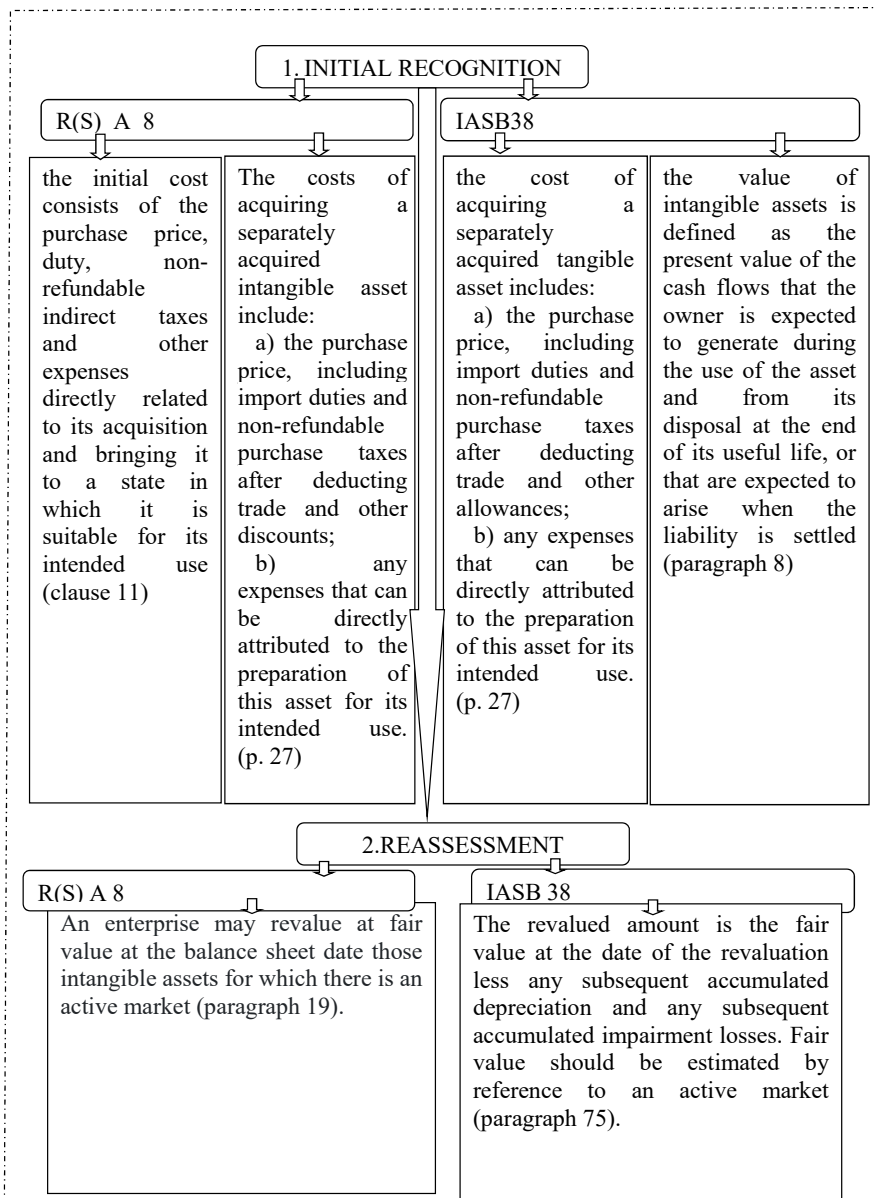 1. INITIAL RECOGNITION
R(S) A 8
IASB38
the initial cost
consists of the
purchase price,
duty, non-
refundable
indirect taxes
and other
expenses
directly related
to its acquisition
and bringing it
to a state in
which it is
suitable for its
intended use
(clause 11)
The costs of
acquiring a
separately
acquired
intangible asset
include:
a) the purchase
price, including
import duties and
non-refundable
purchase taxes
after deducting
trade and other
discounts;
b) any
expenses that can
be directly
attributed to the
preparation of
this asset for its
intended use.
(p. 27)
the cost of
acquiring a
separately
acquired tangible
asset includes:
a) the purchase
price, including
import duties and
non-refundable
purchase taxes
after deducting
trade and other
allowances;
b) any expenses
that can be
directly attributed
to the preparation
of this asset for its
intended use.
(p. 27)
the value of
intangible assets is
defined as the
present value of the
cash flows that the
owner is expected
to generate during
the use of the asset
and from its
disposal at the end
of its useful life, or
that are expected to
arise when the
liability is settled
(paragraph 8)
2.REASSESSMENT
R(S) A 8
IASB 38
An enterprise may revalue at fair
value at the balance sheet date those
intangible assets for which there is an
active market (paragraph 19).
The revalued amount is the fair
value at the date of the revaluation
less any subsequent accumulated
depreciation and any subsequent
accumulated impairment losses. Fair
value should be estimated by
reference to an active market
(paragraph 75).